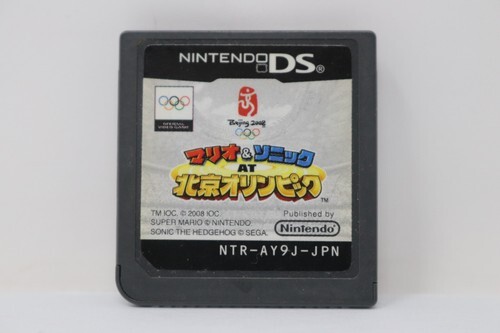 NINTENDO DS
Beijing 2008
マリオ&ソニック
AT
北京オリンピック
TM
TM IOC. © 2008 IOC.
SUPER MARIO © NINTENDO.
SONIC THE HEDGEHOG © SEGA.
Published by
Nintendo
NTR-AY9J-JPN